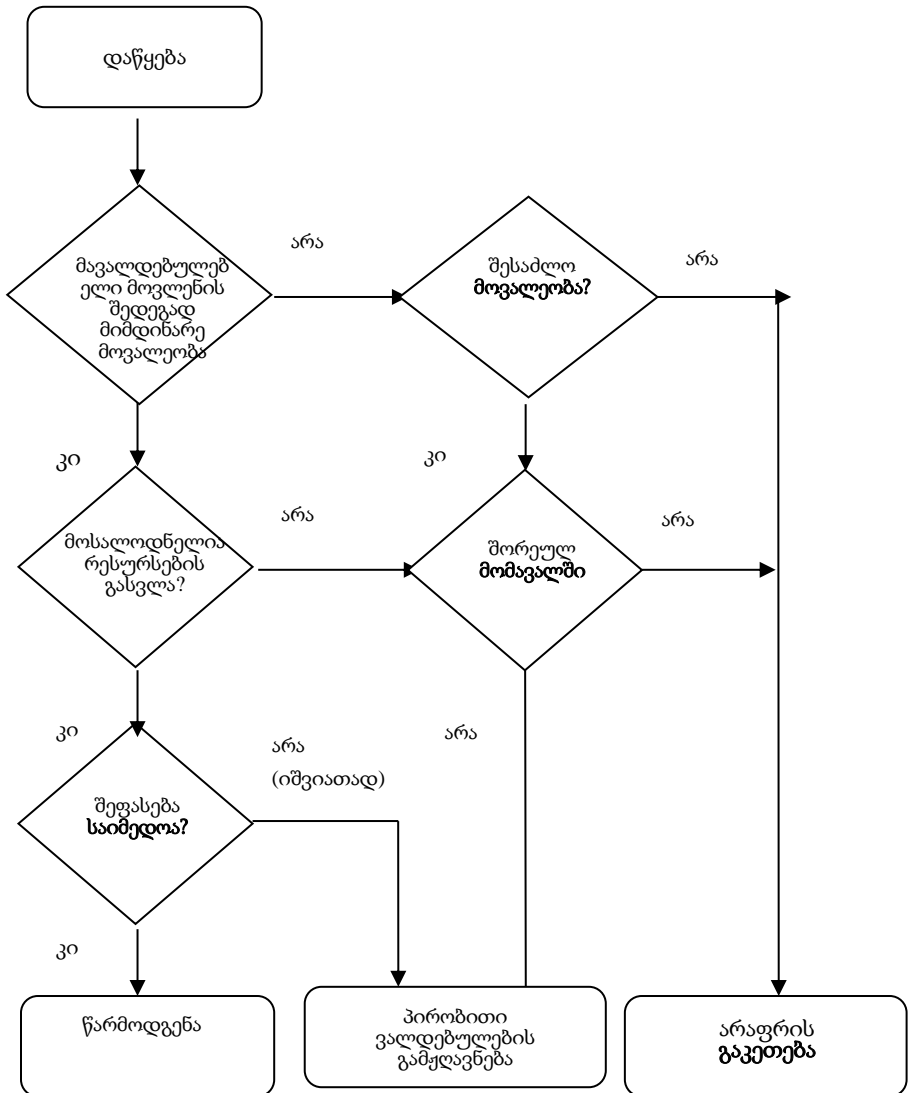 დაწყება
არა
მავალდებულებ
ელი მოვლენის
შედეგად
მიმდინარე
მოვალეობა
შესაძლო
მოვალეობა?
არა
კი
კი
არა
მოსალოდნელია
რესურსების
გასვლა?
შორეულ
მომავალში
არა
კი
არა
(იშვიათად)
არა
შეფასება
საიმედოა?
კი
წარმოდგენა
პირობითი
ვალდებულების
გამჟღავნება
არაფრის
გაკეთება